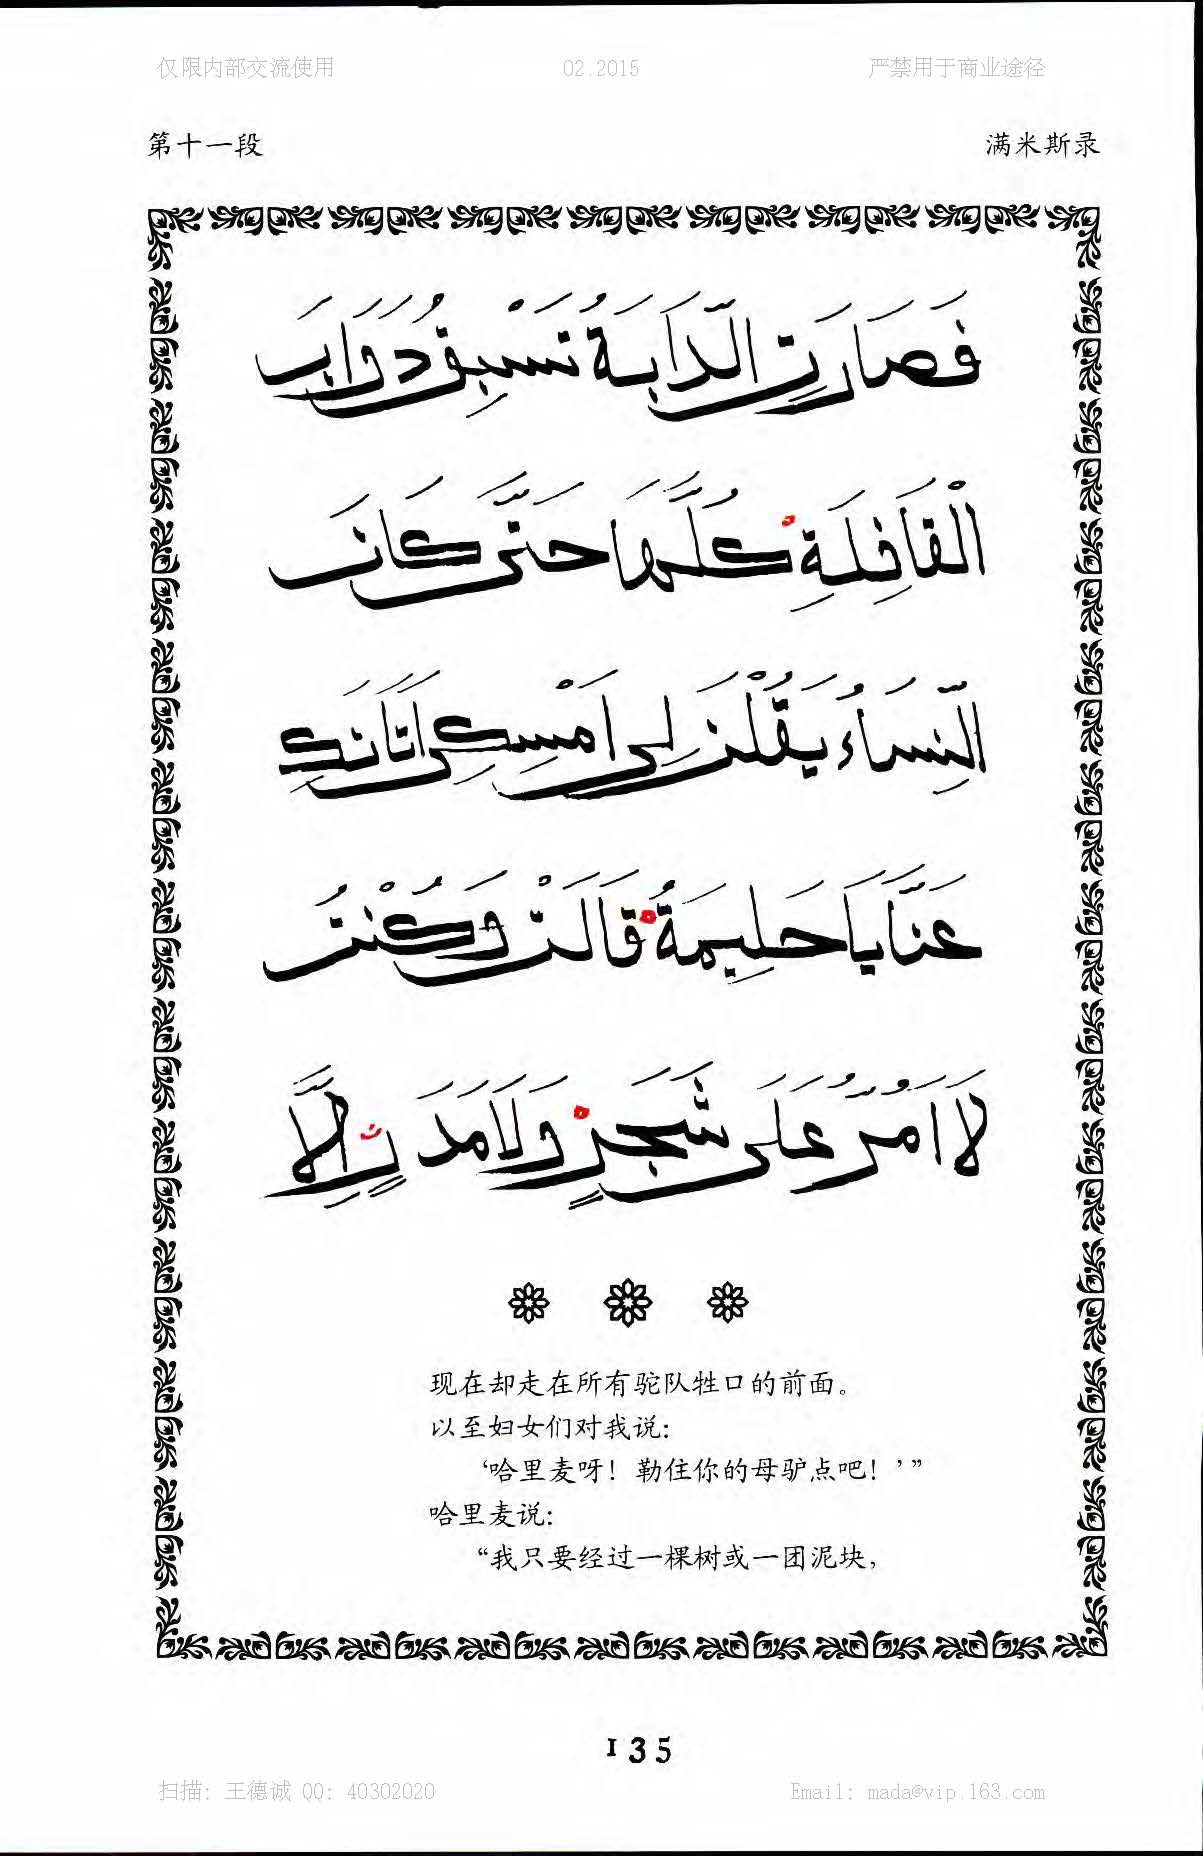 仅限内部交流使用 02.2015 严禁用于商业途径
第十一段 满米斯录
فَصَارَتِ الدَّابَةُ تَسْبِقُ دَوَابَ
الْقَافِلَةِ كُلَّهَا حَتَّى كَانَ
النِّسَاءُ يَقُلْنَ لِي اَمْسِكِي اَتَانَكِ
عَنَّا يَا حَلِيمَةُ قَالَتْ وَكُنْتُ
لَا اَمُرُّ عَلَى شَجَرٍ وَلَا مَدَرٍ اِلَّا
现在却走在所有驼队牲口的前面。
以至妇女们对我说：
‘哈里麦呀！勒住你的母驴点吧！’”
哈里麦说：
“我只要经过一棵树或一团泥块，
135
扫描：王德诚 QQ：40302020 Email：mada@vip.163.com